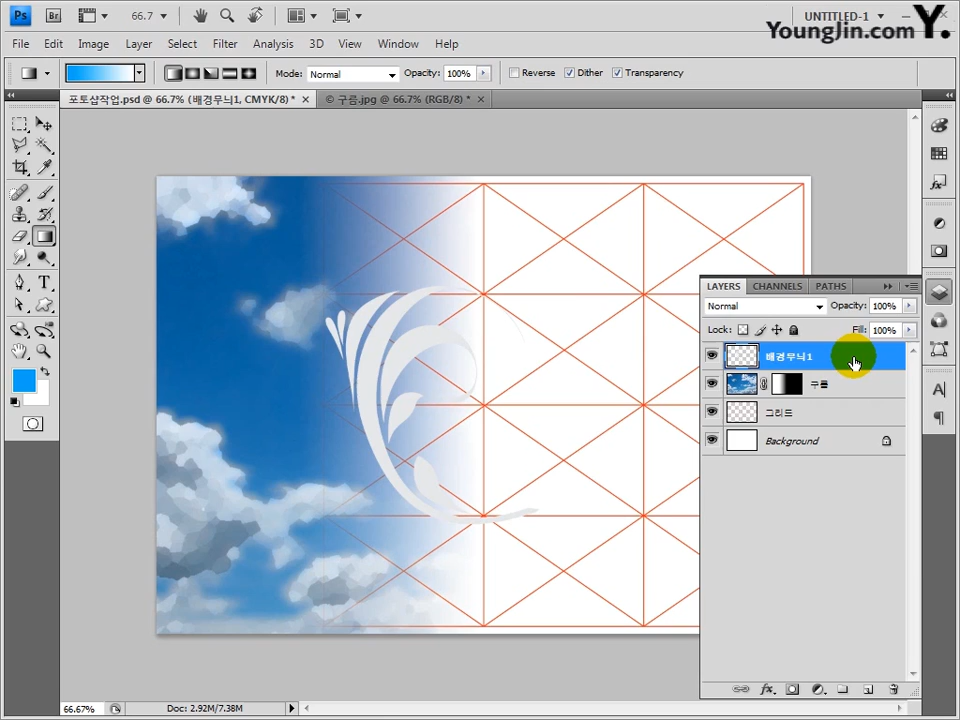 Ps Br 66.7 UNTITLED-1
YoungJin.com Y.
File Edit Image Layer Select Filter Analysis 3D View Window Help
Mode: Normal Opacity: 100% Reverse Dither Transparency
포토샵작업.psd @ 66.7% (배경무늬1, CMYK/8) * © 구름.jpg @ 66.7% (RGB/8) *
LAYERS CHANNELS PATHS
Normal Opacity: 100%
Lock: Fill: 100%
배경무늬1
구름
그리드
Background
66.67% Doc: 2.92M/7.38M